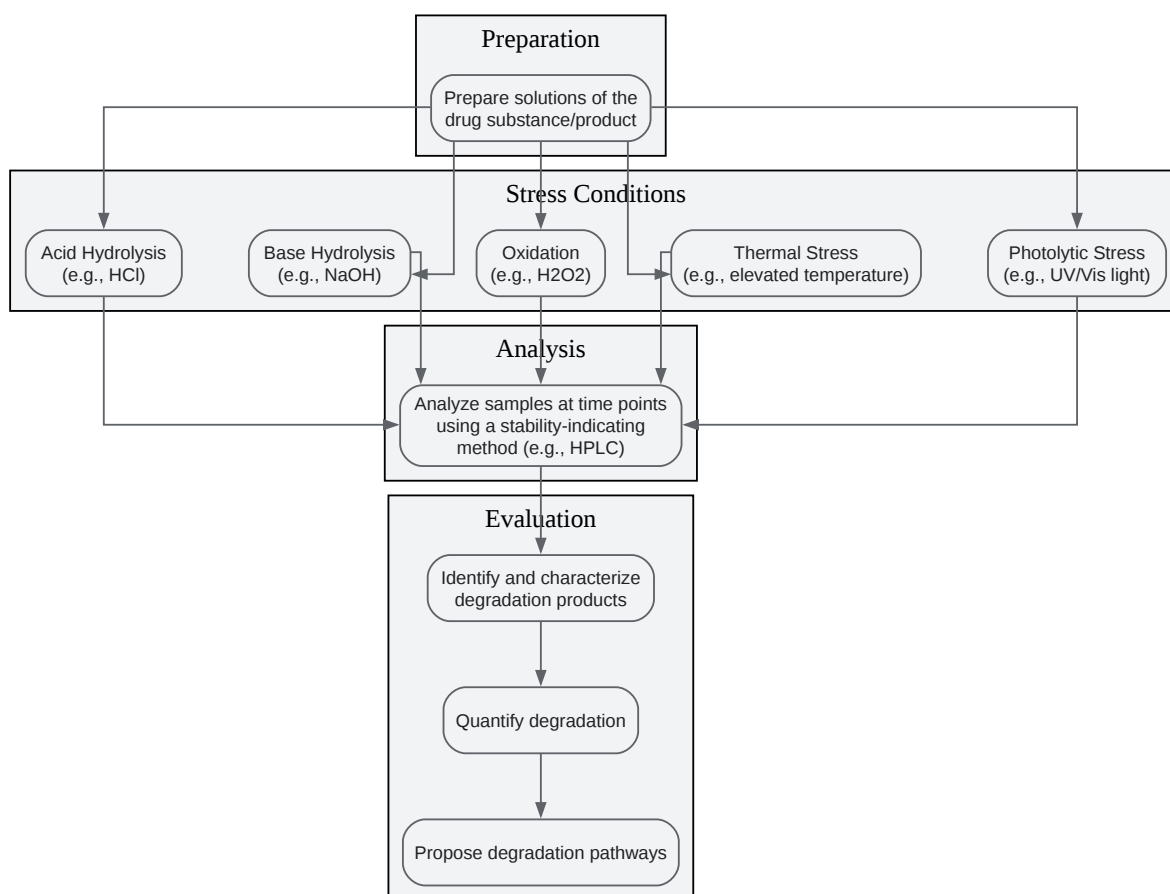 Preparation
Prepare solutions of the
drug substance/product
Stress Conditions
Acid Hydrolysis
(e.g., HCl)
Base Hydrolysis
(e.g., NaOH)
Oxidation
(e.g., H2O2)
Thermal Stress
(e.g., elevated temperature)
Photolytic Stress
(e.g., UV/Vis light)
Analysis
Analyze samples at time points
using a stability-indicating
method (e.g., HPLC)
Evaluation
Identify and characterize
degradation products
Quantify degradation
Propose degradation pathways